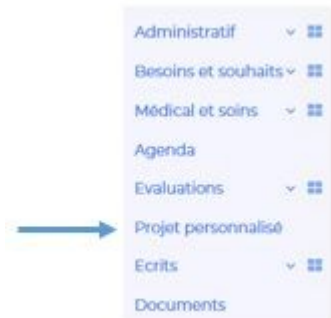 Administratif
Besoins et souhaits
Médical et soins
Agenda
Evaluations
Projet personnalisé
Ecrits
Documents